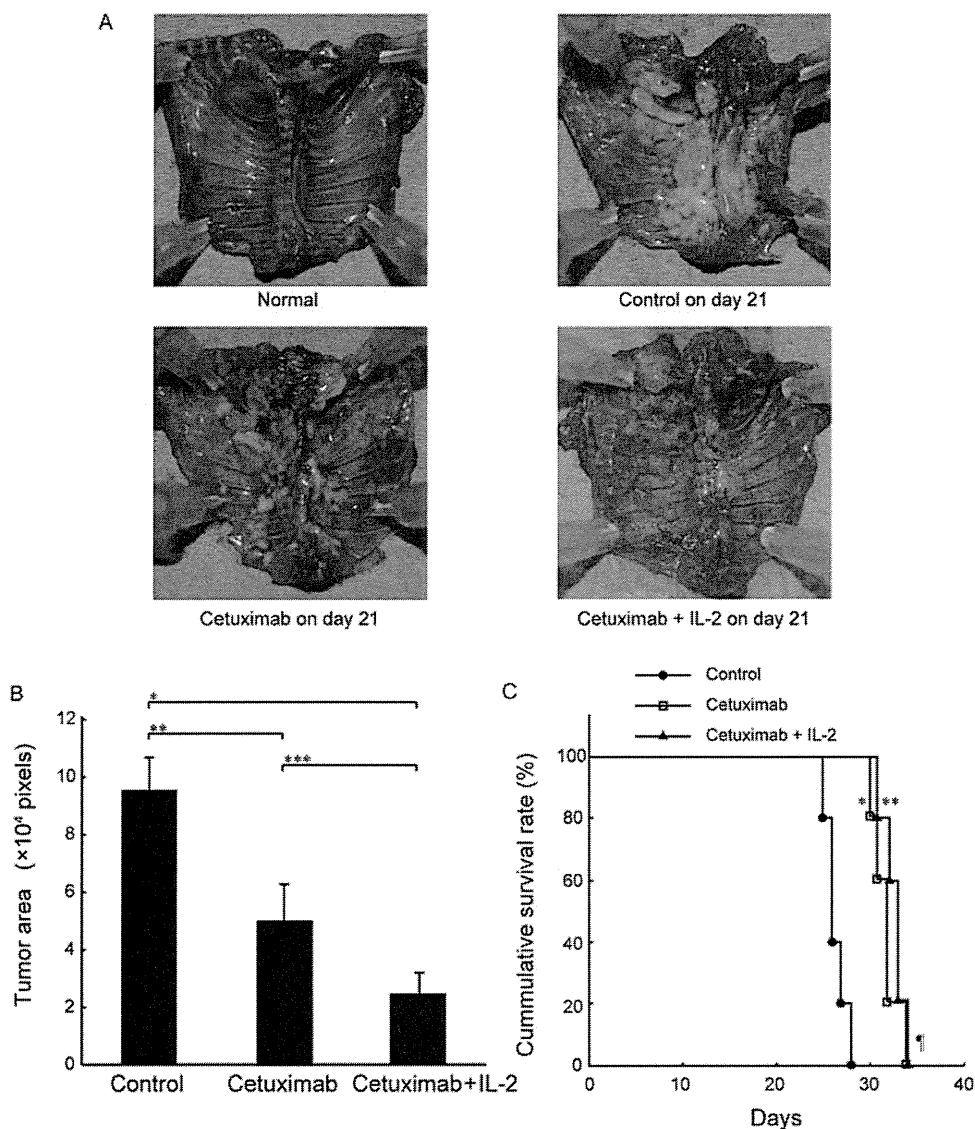 A
Normal
Control on day 21
Cetuximab on day 21
Cetuximab + IL-2 on day 21
B
Tumor area (×10⁴ pixels)
12
10
8
6
4
2
0
*
**
***
Control
Cetuximab
Cetuximab+IL-2
C
Control
Cetuximab
Cetuximab + IL-2
Cummulative survival rate (%)
100
80
60
40
20
0
* **
¶
0
10
20
30
40
Days